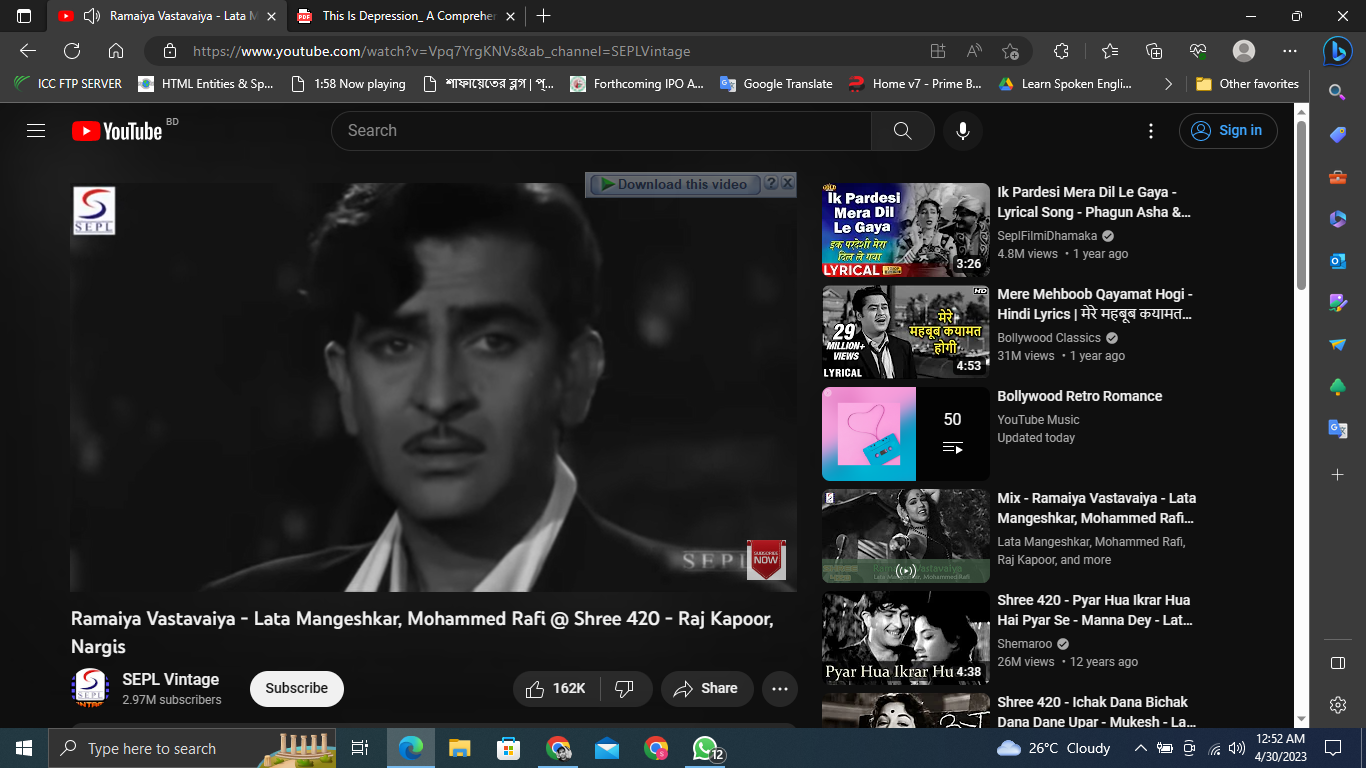 Ramaiya Vastavaiya - Lata M
This Is Depression_ A Compreher
https://www.youtube.com/watch?v=Vpq7YrgKNVs&ab_channel=SEPLVintage
ICC FTP SERVER
HTML Entities & Sp...
1:58 Now playing
শাফায়েতের ব্লগ | প্...
Forthcoming IPO A...
Google Translate
Home v7 - Prime B...
Learn Spoken Engli...
Other favorites
YouTube BD
Search
Sign in
SEPL
Download this video
SEPL
SUBSCRIBE
NOW
Ramaiya Vastavaiya - Lata Mangeshkar, Mohammed Rafi @ Shree 420 - Raj Kapoor,
Nargis
SEPL Vintage
2.97M subscribers
Subscribe
162K
Share
Ik Pardesi
Mera Dil
Le Gaya
इक परदेशी मेरा
दिल ले गया
LYRICAL
3:26
Ik Pardesi Mera Dil Le Gaya -
Lyrical Song - Phagun Asha &...
SeplFilmiDhamaka
4.8M views • 1 year ago
HD
मेरे
महबूब कयामत
होगी
29
MILLION+
VIEWS
LYRICAL
4:53
Mere Mehboob Qayamat Hogi -
Hindi Lyrics | मेरे महबूब कयामत...
Bollywood Classics
31M views • 1 year ago
50
Bollywood Retro Romance
YouTube Music
Updated today
Ramaiya Vastavaiya
Lata Mangeshkar, Mohammed Rafi
Mix - Ramaiya Vastavaiya - Lata
Mangeshkar, Mohammed Rafi...
Lata Mangeshkar, Mohammed Rafi,
Raj Kapoor, and more
Pyar Hua Ikrar Hu
4:38
Shree 420 - Pyar Hua Ikrar Hua
Hai Pyar Se - Manna Dey - Lat...
Shemaroo
26M views • 12 years ago
Shree 420 - Ichak Dana Bichak
Dana Dane Upar - Mukesh - La...
Type here to search
12
26°C Cloudy
12:52 AM
4/30/2023